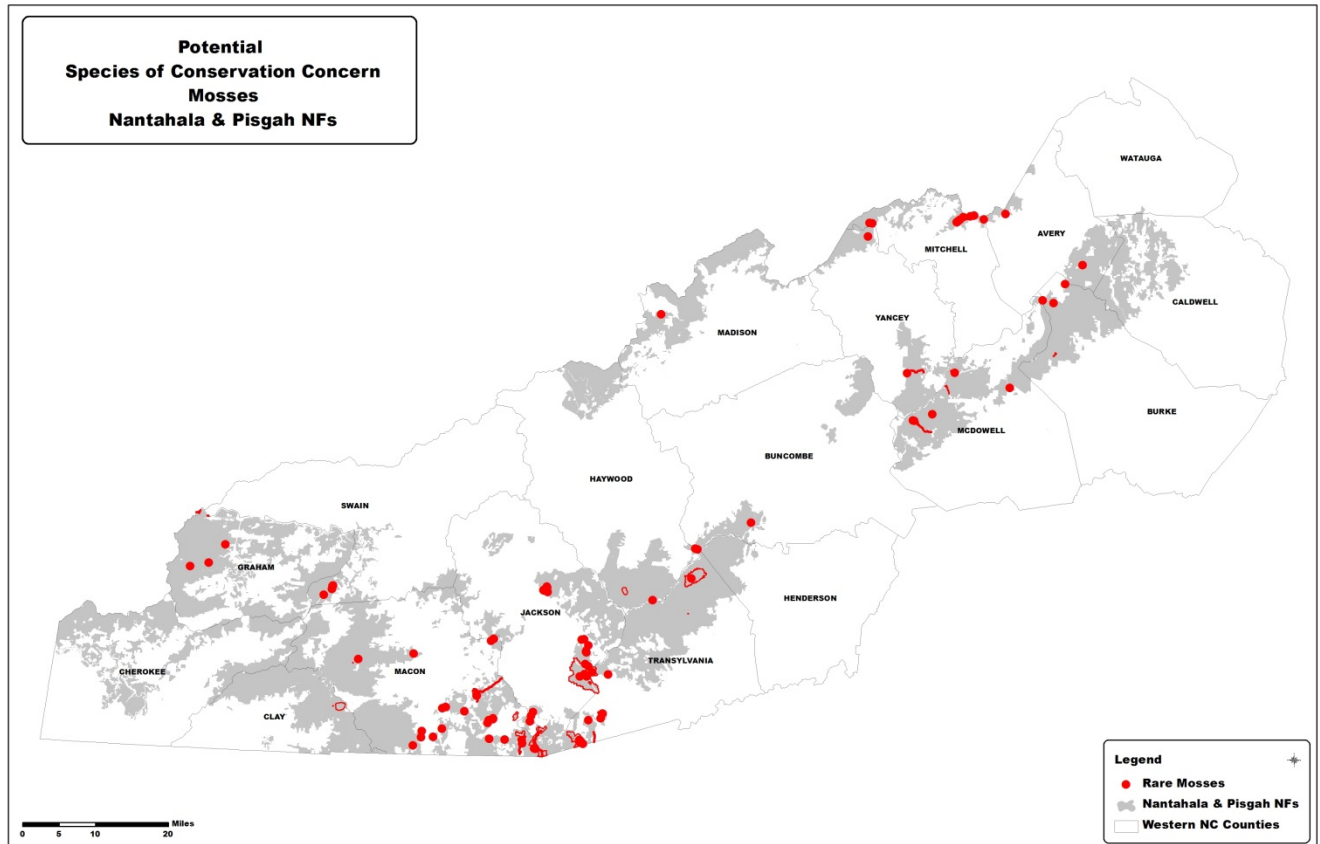 Potential
Species of Conservation Concern
Mosses
Nantahala & Pisgah NFs
WATAUGA
AVERY
MITCHELL
CALDWELL
YANCEY
MADISON
BURKE
MCDOWELL
BUNCOMBE
HAYWOOD
SWAIN
GRAHAM
HENDERSON
JACKSON
TRANSYLVANIA
CHEROKEE
MACON
CLAY
Legend
Rare Mosses
Nantahala & Pisgah NFs
Western NC Counties
Miles
0 5 10 20